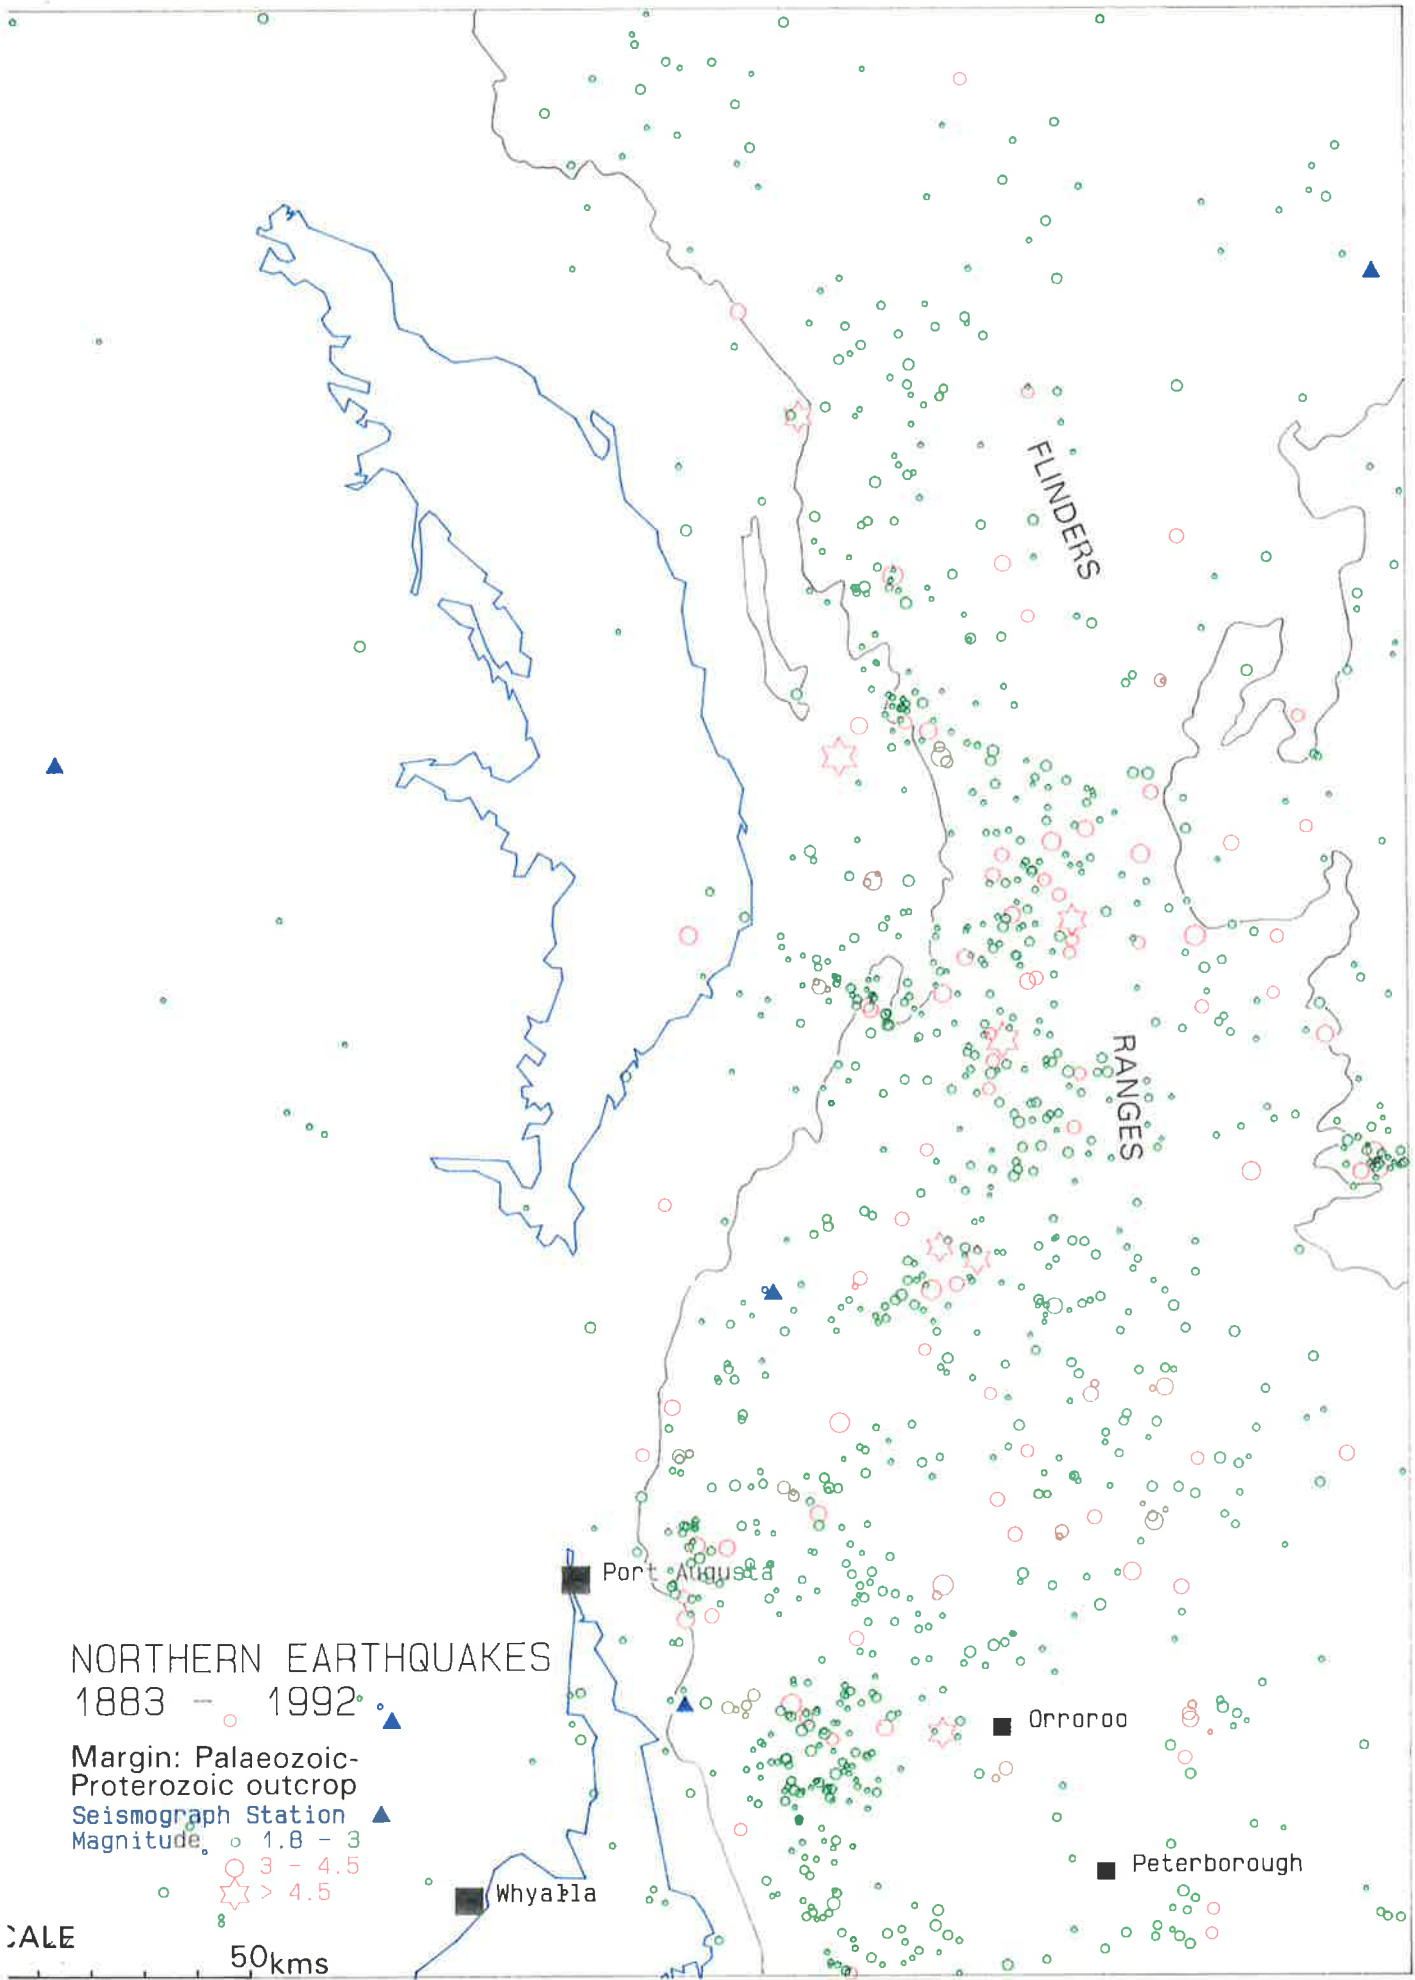 FLINDERS
RANGES
Port Augusta
NORTHERN EARTHQUAKES
1883 - 1992
Orroroo
Margin: Palaeozoic-
Proterozoic outcrop
Seismograph Station
Magnitude 1.8 - 3
3 - 4.5
> 4.5
Peterborough
Whyalla
CALE
50kms